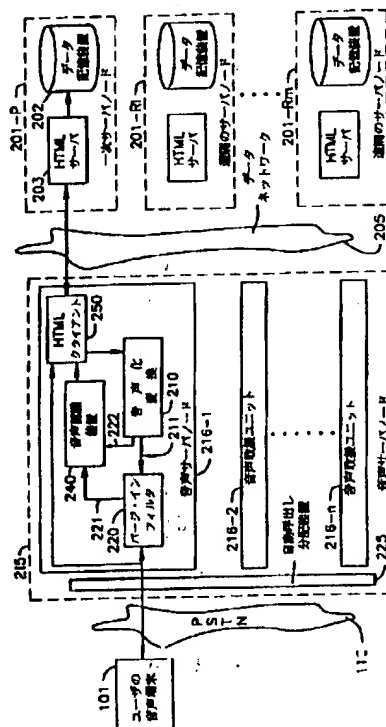 215
101
ユーザの
音声端末
PSTN
225
自動呼出し
分配装置
220
バージ・イン
フィルタ
221
211
222
240
音声認識
装置
音声化
変換
210
HTML
クライアント
250
音声サーバノード
216-1
216-2
音声取扱ユニット
216-n
音声取扱ユニット
音声サーバノード
データ
ネットワーク
205
201-P
203
HTML
サーバ
202
データ
記憶装置
一次サーバノード
201-RI
HTML
サーバ
データ
記憶装置
遠隔のサーバノード
201-Rm
HTML
サーバ
データ
記憶装置
遠隔のサーバノード